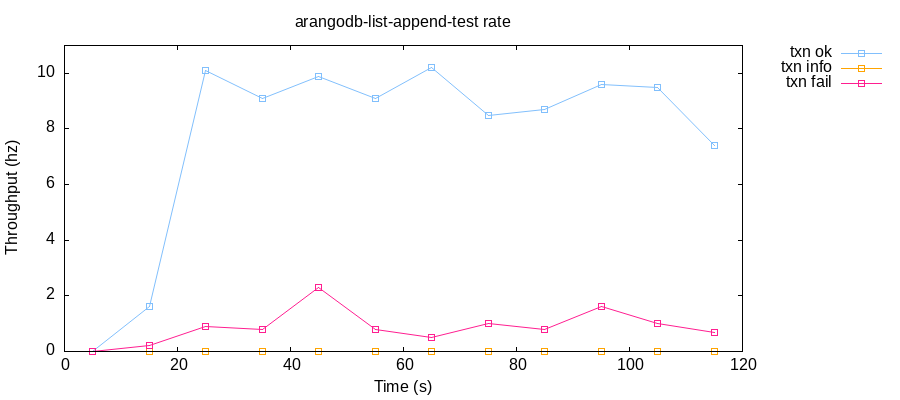 arangodb-list-append-test rate
txn ok
txn info
txn fail
Throughput (hz)
10
8
6
4
2
0
0 20 40 60 80 100 120
Time (s)